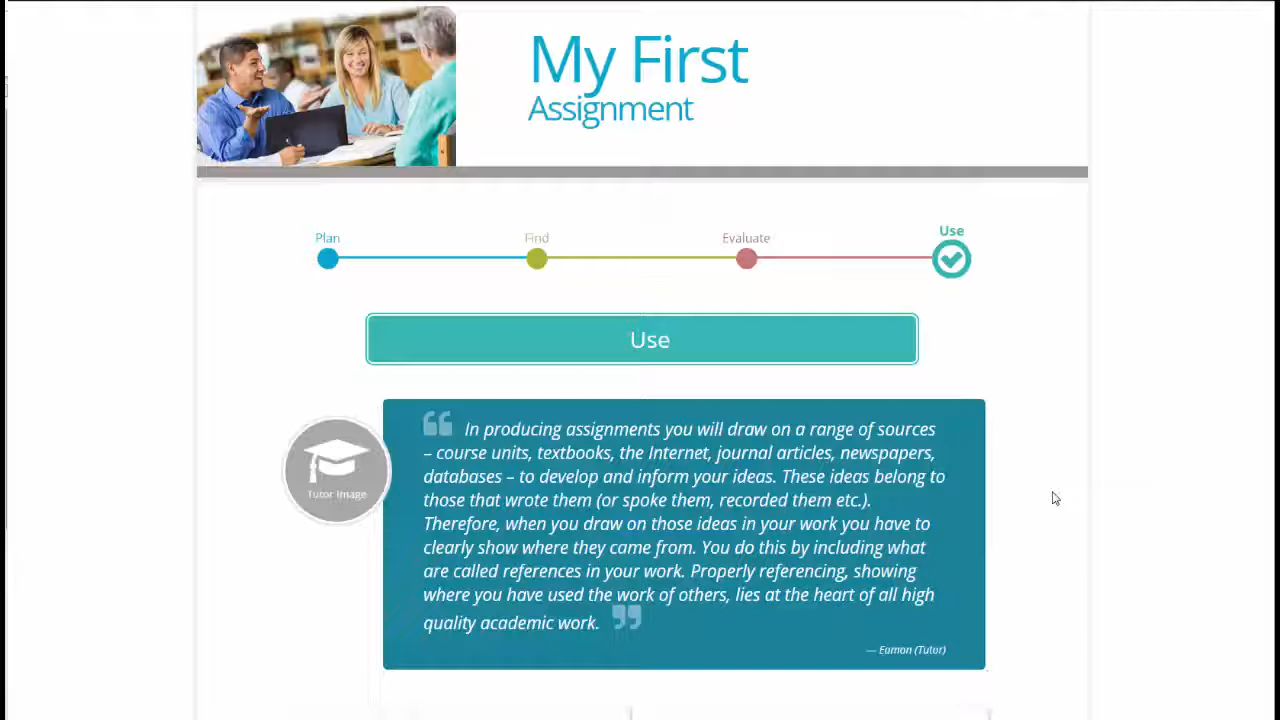 My First
Assignment
Plan
Find
Evaluate
Use
Use
In producing assignments you will draw on a range of sources
– course units, textbooks, the Internet, journal articles, newspapers,
databases – to develop and inform your ideas. These ideas belong to
those that wrote them (or spoke them, recorded them etc.).
Therefore, when you draw on those ideas in your work you have to
clearly show where they came from. You do this by including what
are called references in your work. Properly referencing, showing
where you have used the work of others, lies at the heart of all high
quality academic work.
— Eamon (Tutor)
Tutor Image